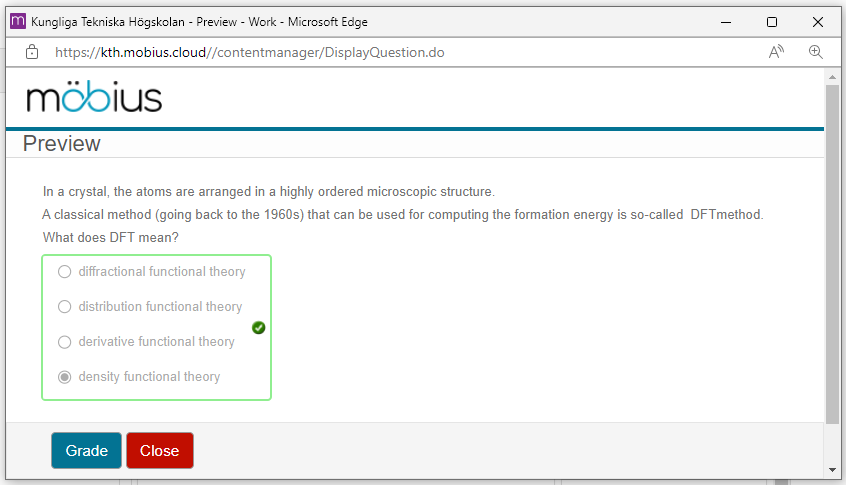 m Kungliga Tekniska Högskolan - Preview - Work - Microsoft Edge
https://kth.mobius.cloud//contentmanager/DisplayQuestion.do
möbius
Preview
In a crystal, the atoms are arranged in a highly ordered microscopic structure.
A classical method (going back to the 1960s) that can be used for computing the formation energy is so-called DFTmethod.
What does DFT mean?
diffractional functional theory
distribution functional theory
derivative functional theory
density functional theory
Grade Close